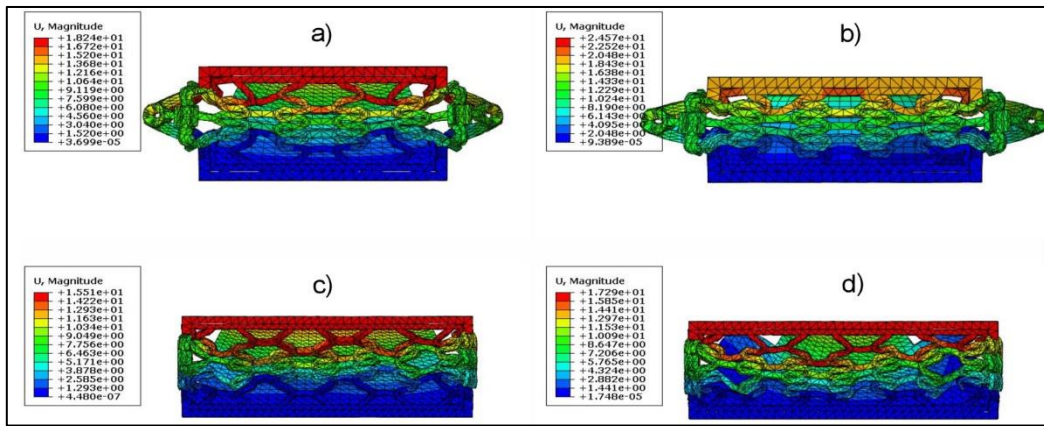 a)
U, Magnitude
+1.824e+01
+1.672e+01
+1.520e+01
+1.368e+01
+1.216e+01
+1.064e+01
+9.119e+00
+7.599e+00
+6.080e+00
+4.560e+00
+3.040e+00
+1.520e+00
+3.699e-05
b)
U, Magnitude
+2.457e+01
+2.252e+01
+2.048e+01
+1.843e+01
+1.638e+01
+1.433e+01
+1.229e+01
+1.024e+01
+8.190e+00
+6.143e+00
+4.095e+00
+2.048e+00
+9.389e-05
c)
U, Magnitude
+1.551e+01
+1.422e+01
+1.293e+01
+1.163e+01
+1.034e+01
+9.049e+00
+7.756e+00
+6.463e+00
+5.171e+00
+3.878e+00
+2.585e+00
+1.293e+00
+4.480e-07
d)
U, Magnitude
+1.729e+01
+1.585e+01
+1.441e+01
+1.297e+01
+1.153e+01
+1.009e+01
+8.647e+00
+7.206e+00
+5.765e+00
+4.324e+00
+2.882e+00
+1.441e+00
+1.748e-05